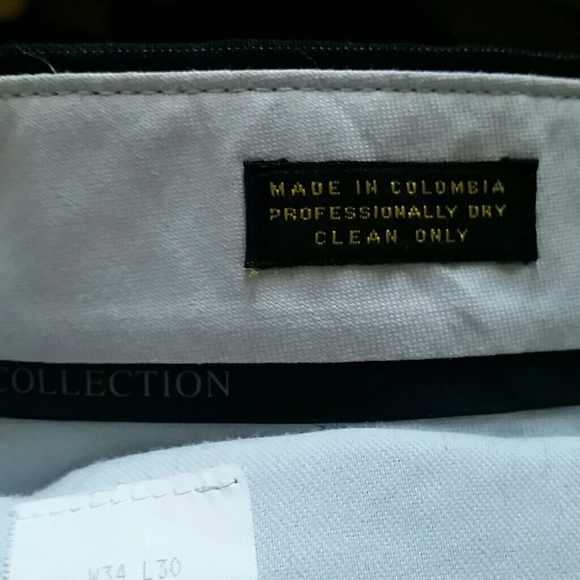 MADE IN COLOMBIA
PROFESSIONALLY DRY
CLEAN ONLY
COLLECTION
W34 L30